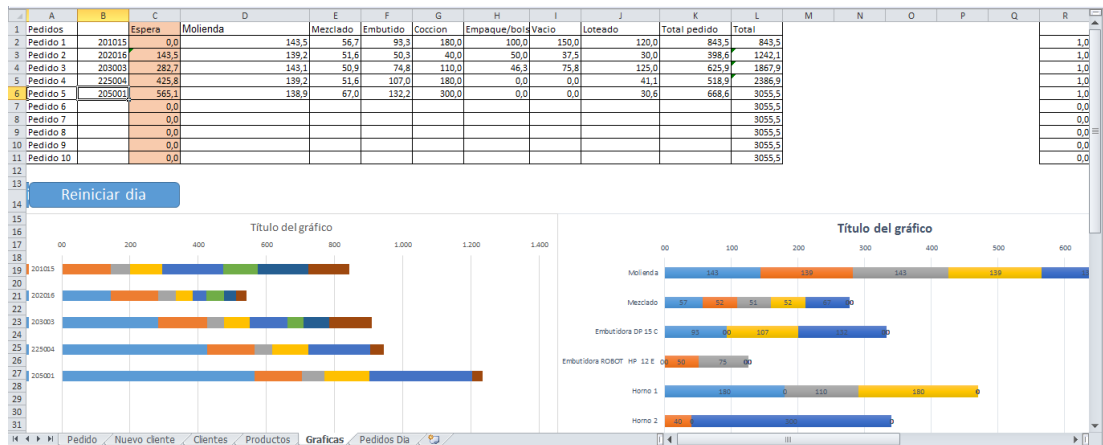 A B C D E F G H I J K L M N O P Q R
1 Pedidos Espera Molienda Mezclado Embutido Coccion Empaque/bols Vacio Loteado Total pedido Total
2 Pedido 1 201015 0,0 143,5 56,7 93,3 180,0 100,0 150,0 120,0 843,5 843,5 1,0
3 Pedido 2 202016 143,5 139,2 51,6 50,3 40,0 50,0 37,5 30,0 398,6 1242,1 1,0
4 Pedido 3 203003 282,7 143,1 50,9 74,8 110,0 46,3 75,8 125,0 625,9 1867,9 1,0
5 Pedido 4 225004 425,8 139,2 51,6 107,0 180,0 0,0 0,0 41,1 518,9 2386,9 1,0
6 Pedido 5 205001 565,1 138,9 67,0 132,2 300,0 0,0 0,0 30,6 668,6 3055,5 1,0
7 Pedido 6 0,0 3055,5 0,0
8 Pedido 7 0,0 3055,5 0,0
9 Pedido 8 0,0 3055,5 0,0
10 Pedido 9 0,0 3055,5 0,0
11 Pedido 10 0,0 3055,5 0,0
12
13
Reiniciar dia
14
15
Título del gráfico Título del gráfico
16
17
00 200 400 600 800 1.000 1.200 1.400
00 100 200 300 400 500 600
18
19 201015
Molienda 143 139 143 139
20
21 202016
22
Mezclado 57 52 51 52 67 00
23 203003
Embutidora DP 15 C 93 00 107 132 00
24
25 225004
26
Embutidora ROBOT HP 12 E 00 50 75 00
27 205001
28
29
Horno 1 180 0 110 180 0
30
31
Horno 2 40 0 300 0
Pedido Nuevo cliente Clientes Productos Graficas Pedidos Dia